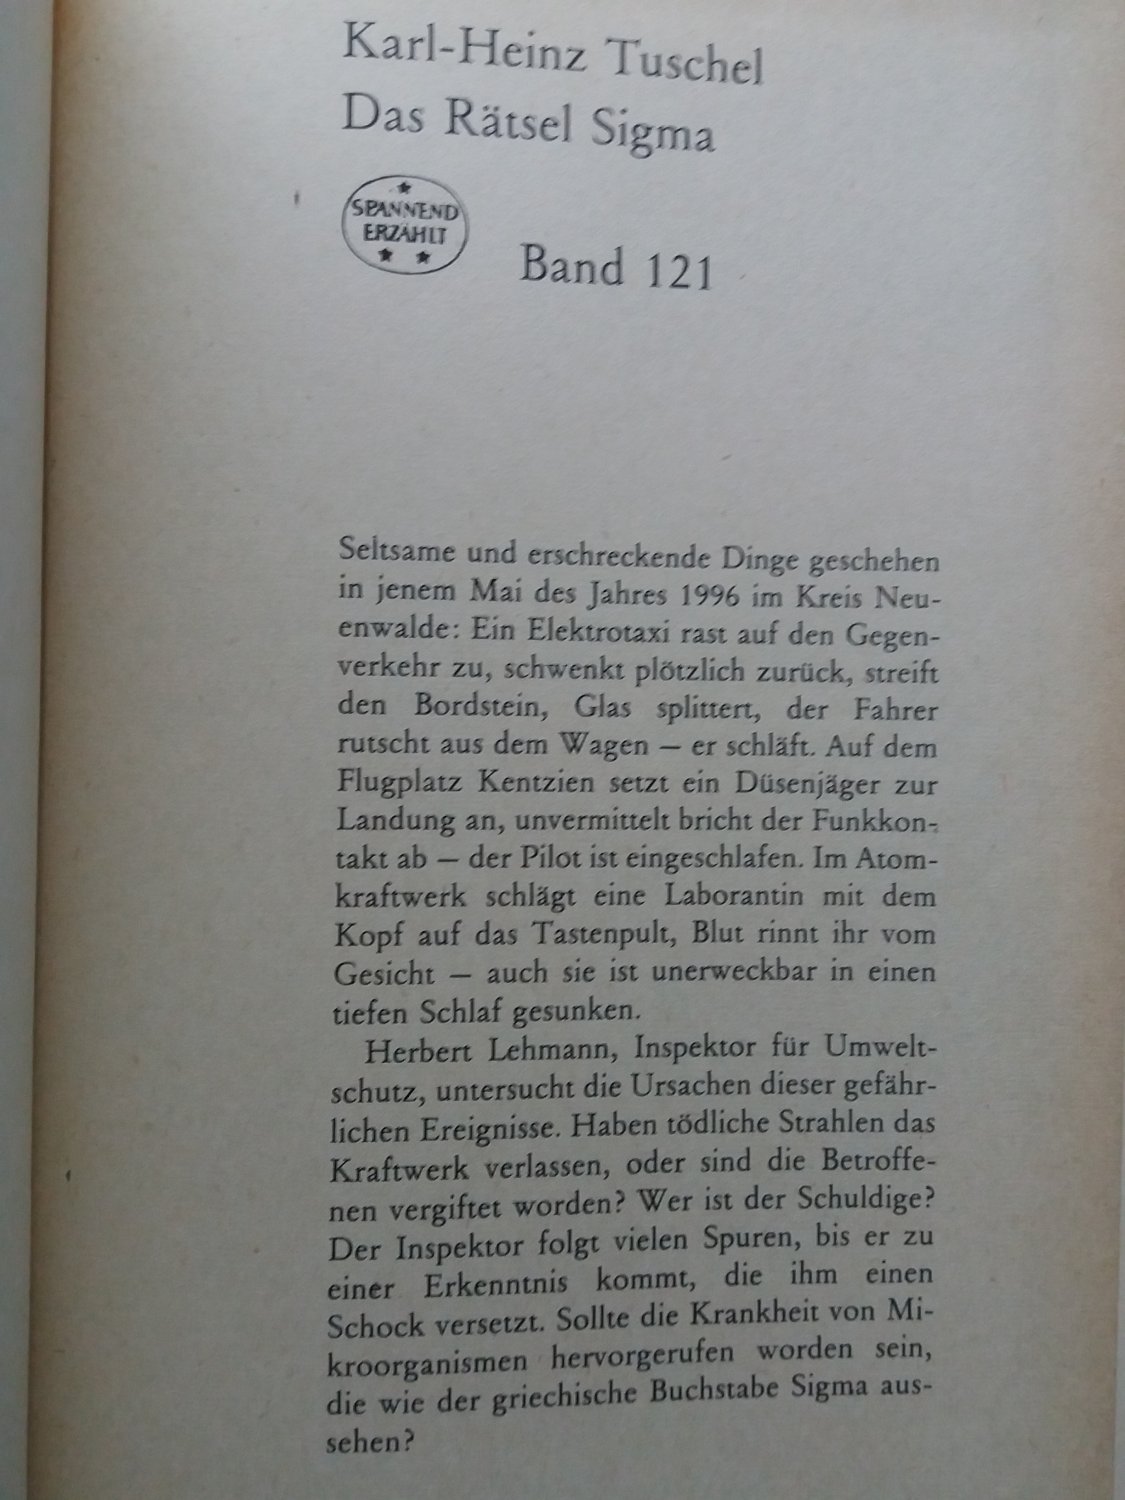 Karl-Heinz Tuschel
Das Rätsel Sigma
SPANNEND
ERZÄHLT
Band 121
Seltsame und erschreckende Dinge geschehen
in jenem Mai des Jahres 1996 im Kreis Neu-
enwalde: Ein Elektrotaxi rast auf den Gegen-
verkehr zu, schwenkt plötzlich zurück, streift
den Bordstein, Glas splittert, der Fahrer
rutscht aus dem Wagen — er schläft. Auf dem
Flugplatz Kentzien setzt ein Düsenjäger zur
Landung an, unvermittelt bricht der Funkkon-
takt ab — der Pilot ist eingeschlafen. Im Atom-
kraftwerk schlägt eine Laborantin mit dem
Kopf auf das Tastenpult, Blut rinnt ihr vom
Gesicht — auch sie ist unerweckbar in einen
tiefen Schlaf gesunken.
Herbert Lehmann, Inspektor für Umwelt-
schutz, untersucht die Ursachen dieser gefähr-
lichen Ereignisse. Haben tödliche Strahlen das
Kraftwerk verlassen, oder sind die Betroffe-
nen vergiftet worden? Wer ist der Schuldige?
Der Inspektor folgt vielen Spuren, bis er zu
einer Erkenntnis kommt, die ihm einen
Schock versetzt. Sollte die Krankheit von Mi-
kroorganismen hervorgerufen worden sein,
die wie der griechische Buchstabe Sigma aus-
sehen?